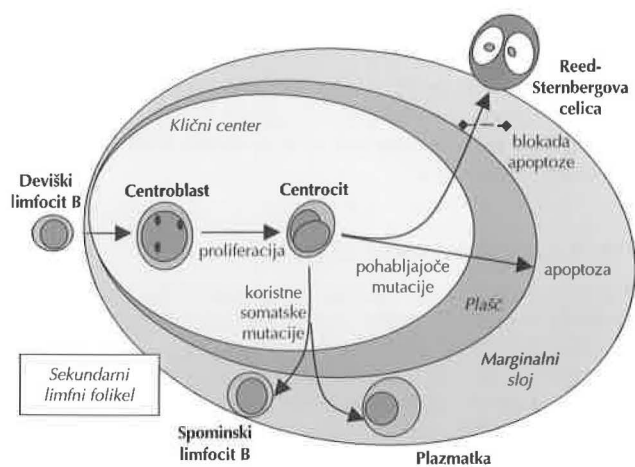 Reed-
Sternbergova
celica
Klični center
blokada
apoptoze
Deviški
limfocit B
Centroblast
Centrocit
proliferacija
pohabljajoče
mutacije
apoptoza
koristne
somatske
mutacije
Plašč
Marginalni
sloj
Sekundarni
limfni folikel
Spominski
limfocit B
Plazmatka